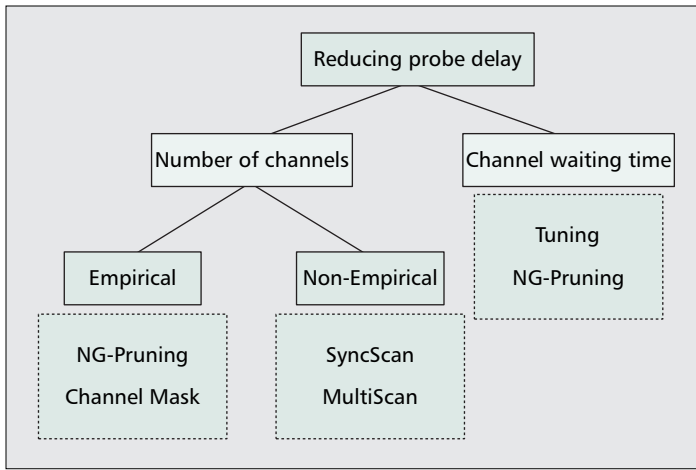 Reducing probe delay
Number of channels
Channel waiting time
Tuning
NG-Pruning
Empirical
Non-Empirical
NG-Pruning
Channel Mask
SyncScan
MultiScan